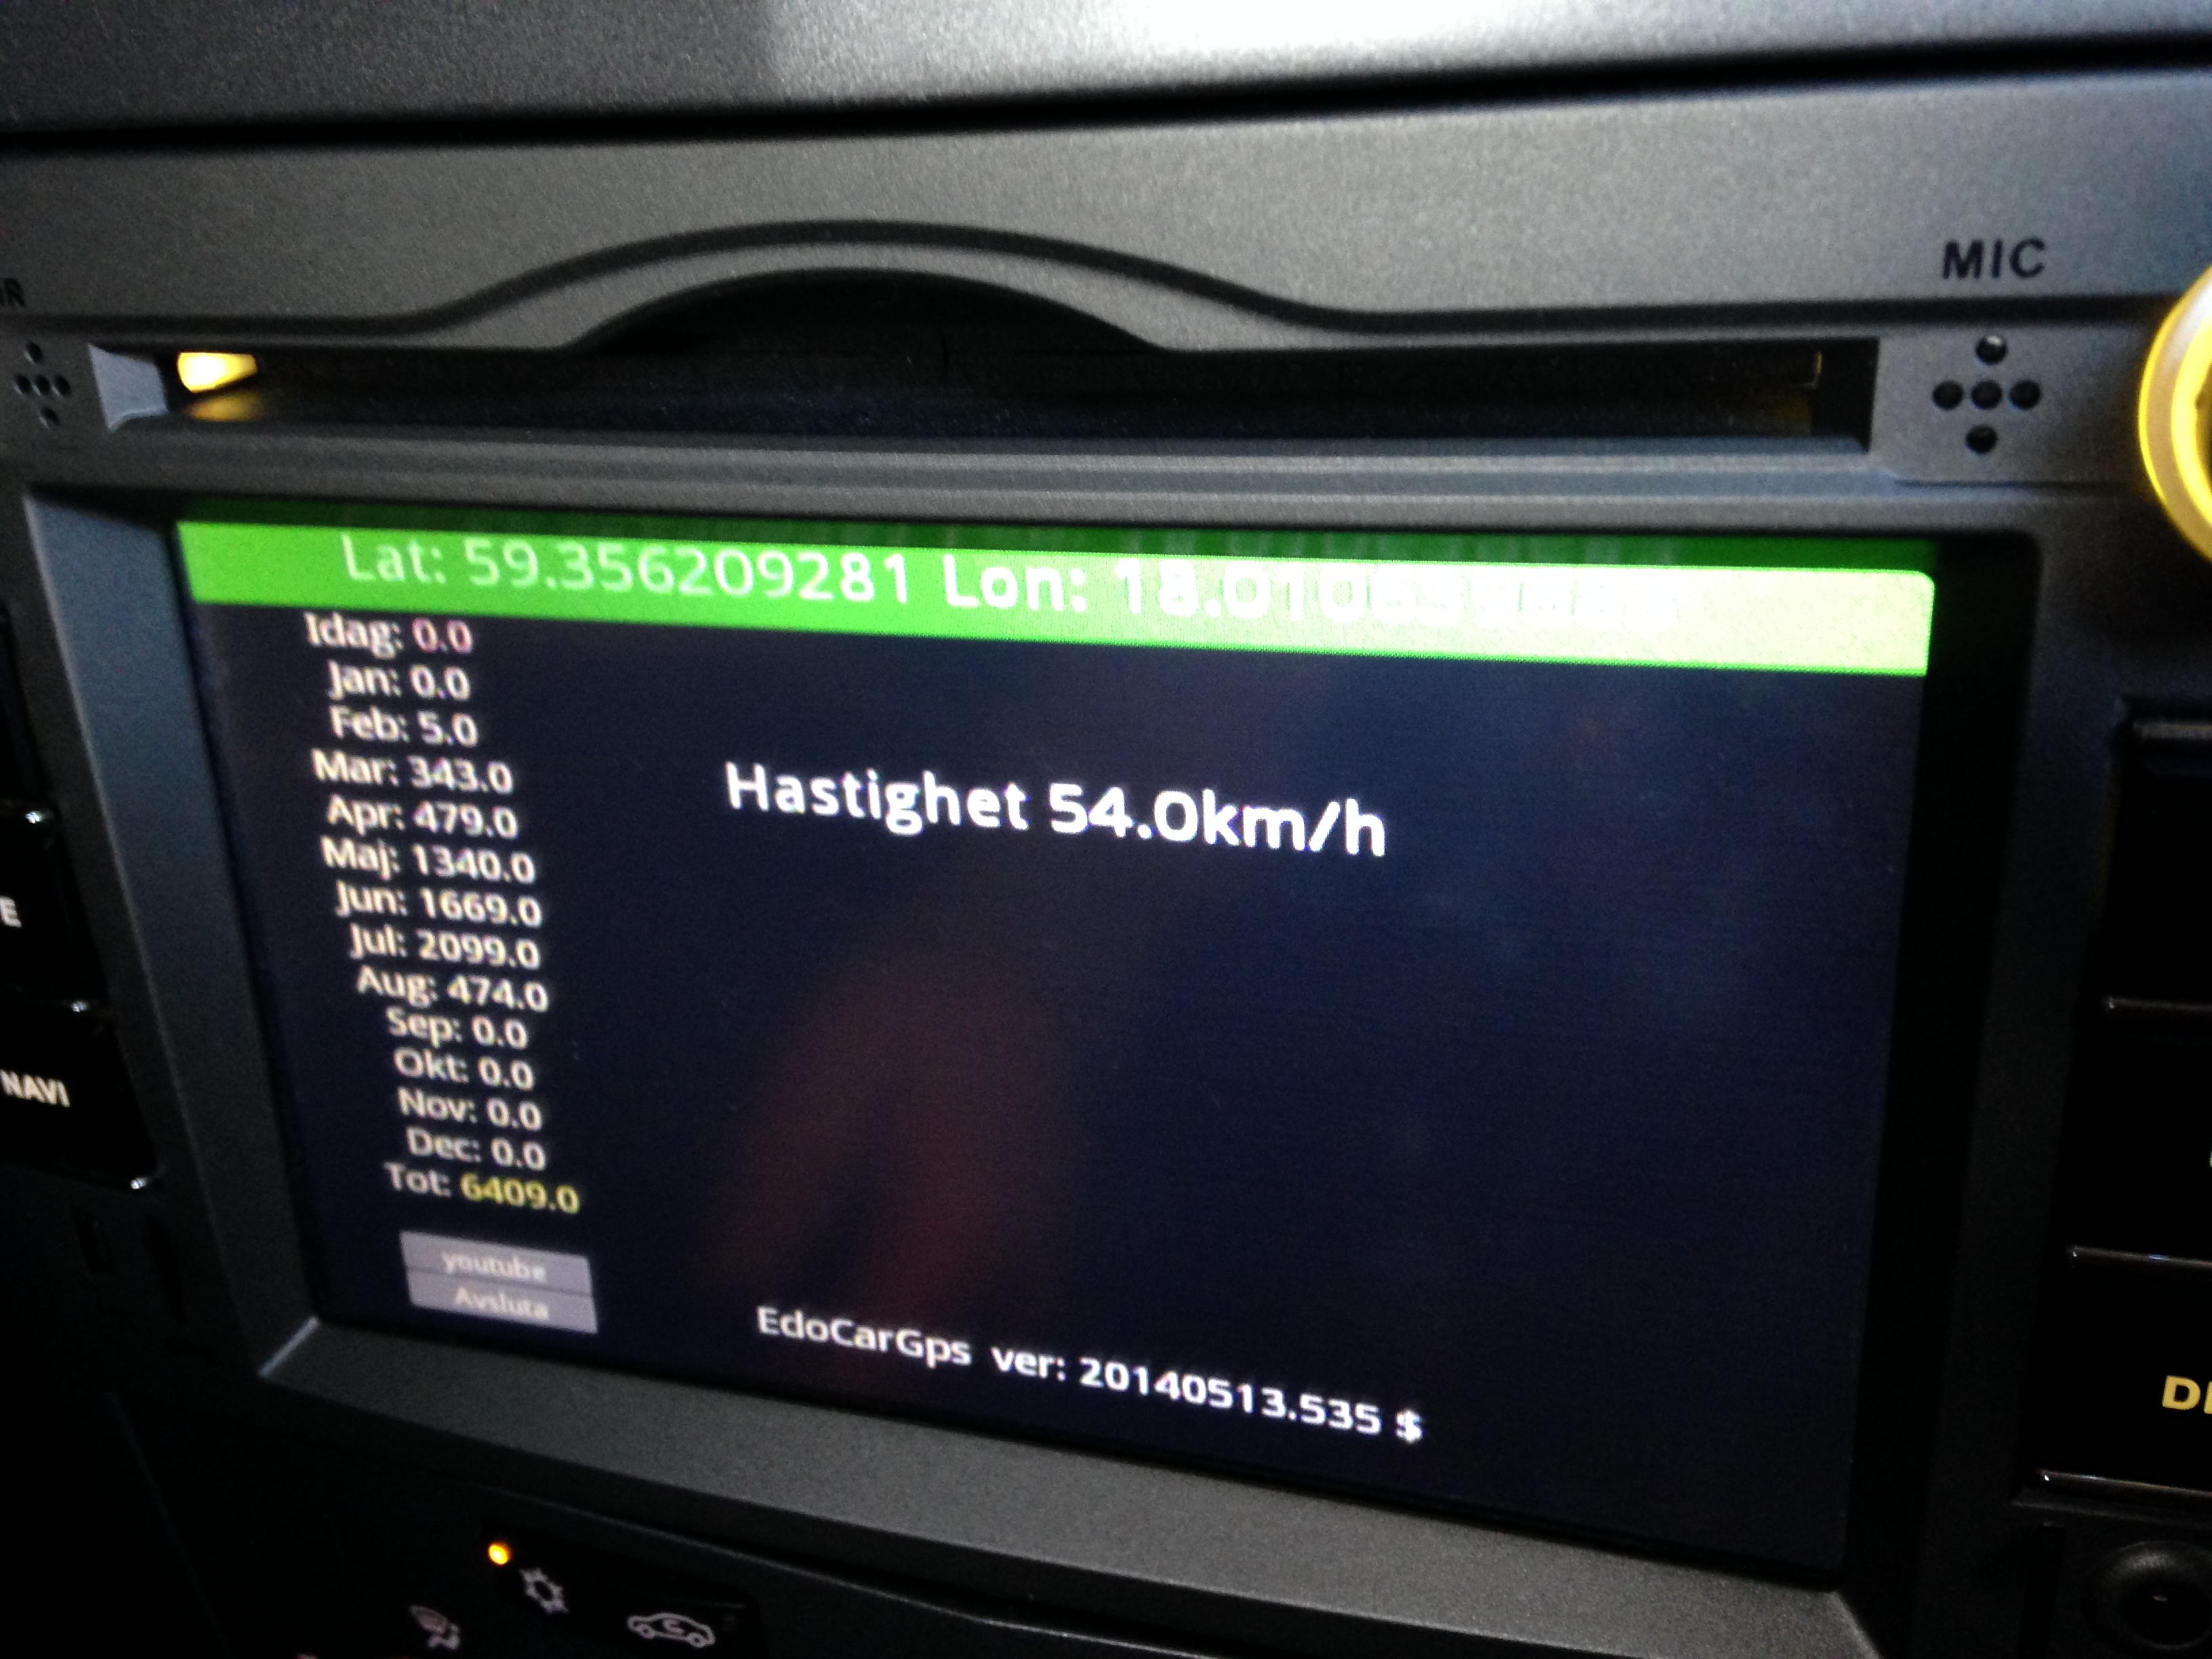 MIC
Lat: 59.356209281 Lon:
Idag: 0.0
Jan: 0.0
Feb: 5.0
Mar: 343.0
Apr: 479.0
Maj: 1340.0
Jun: 1669.0
Jul: 2099.0
Aug: 474.0
Sep: 0.0
Okt: 0.0
Nov: 0.0
Dec: 0.0
Tot: 6409.0
Hastighet 54.0km/h
youtube
Avsluta
EdoCarGps ver: 20140513.535 $
NAVI